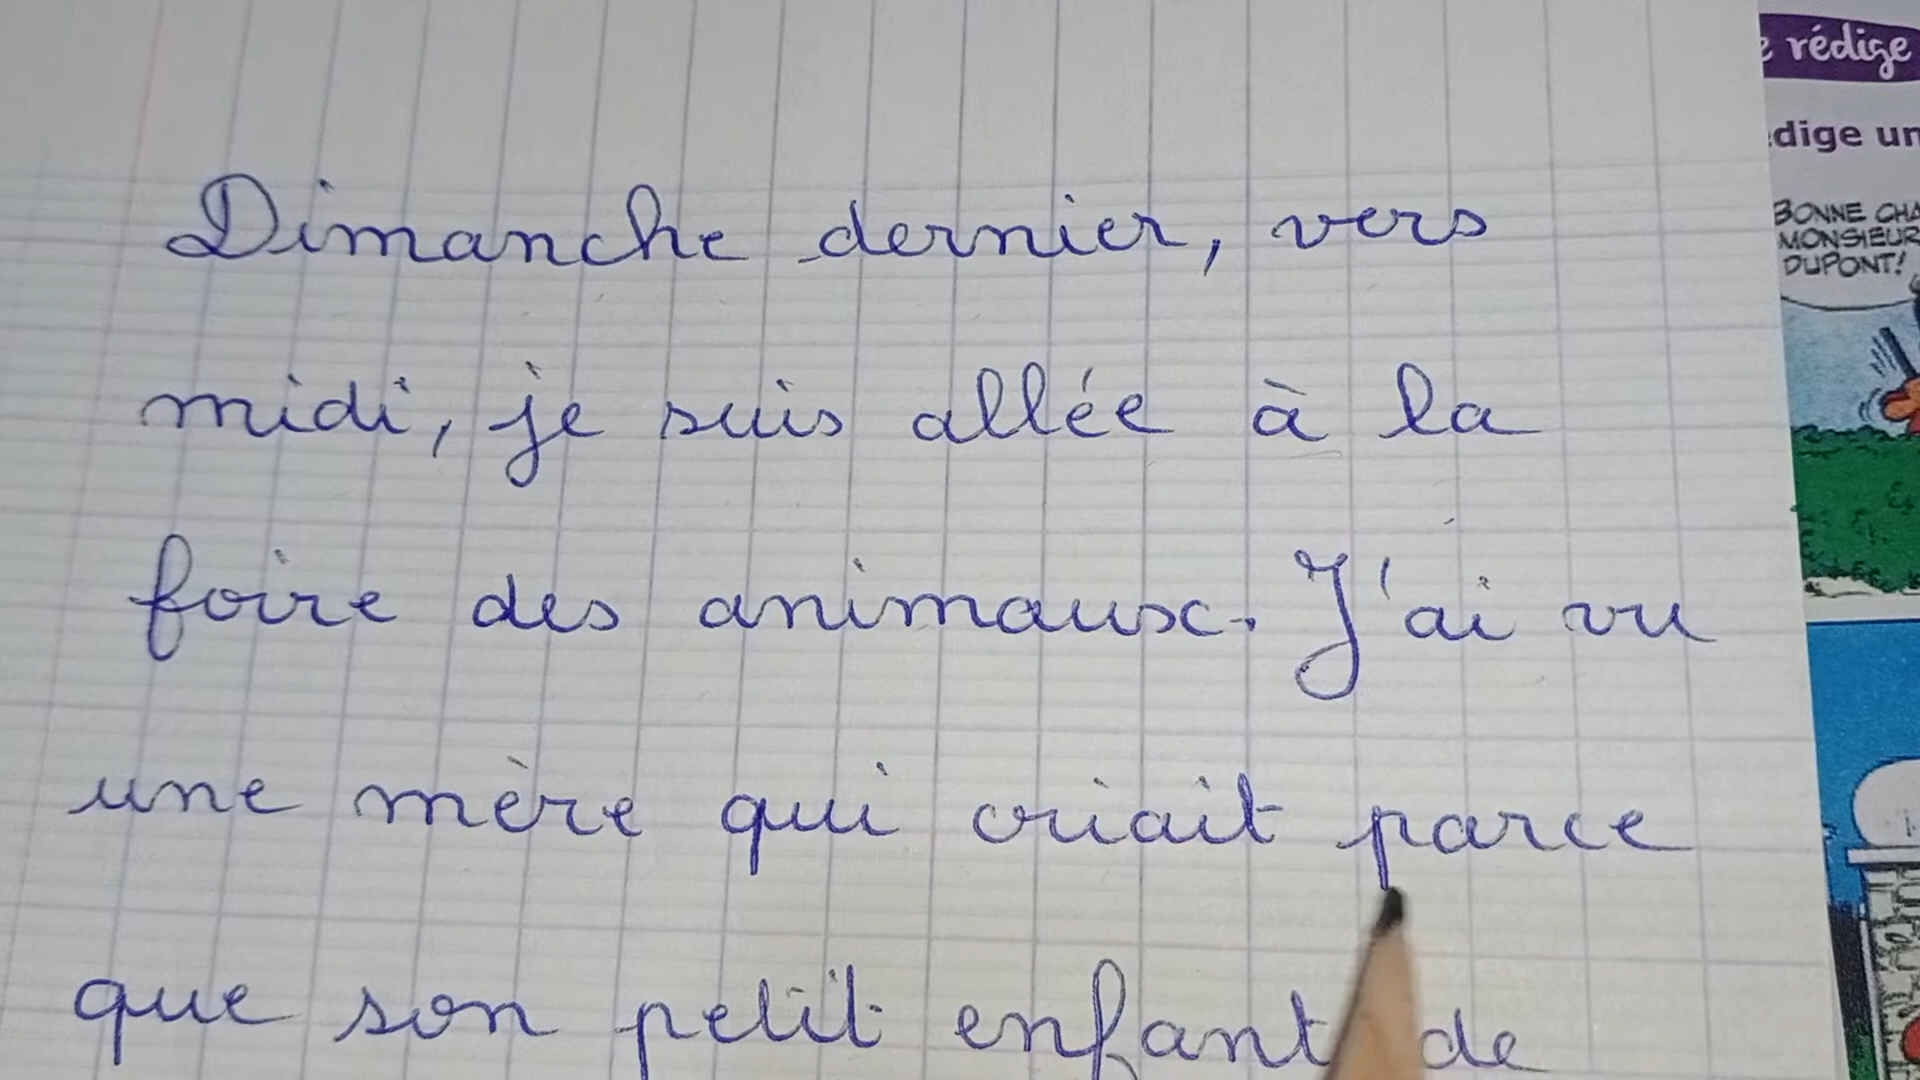 Dimanche dernier, vers
midi, je suis allée à la
foire des animaux. J'ai vu
une mère qui criait parce
que son petit enfant de
rédige
dige un
BONNE CHA
MONSIEUR
DUPONT!